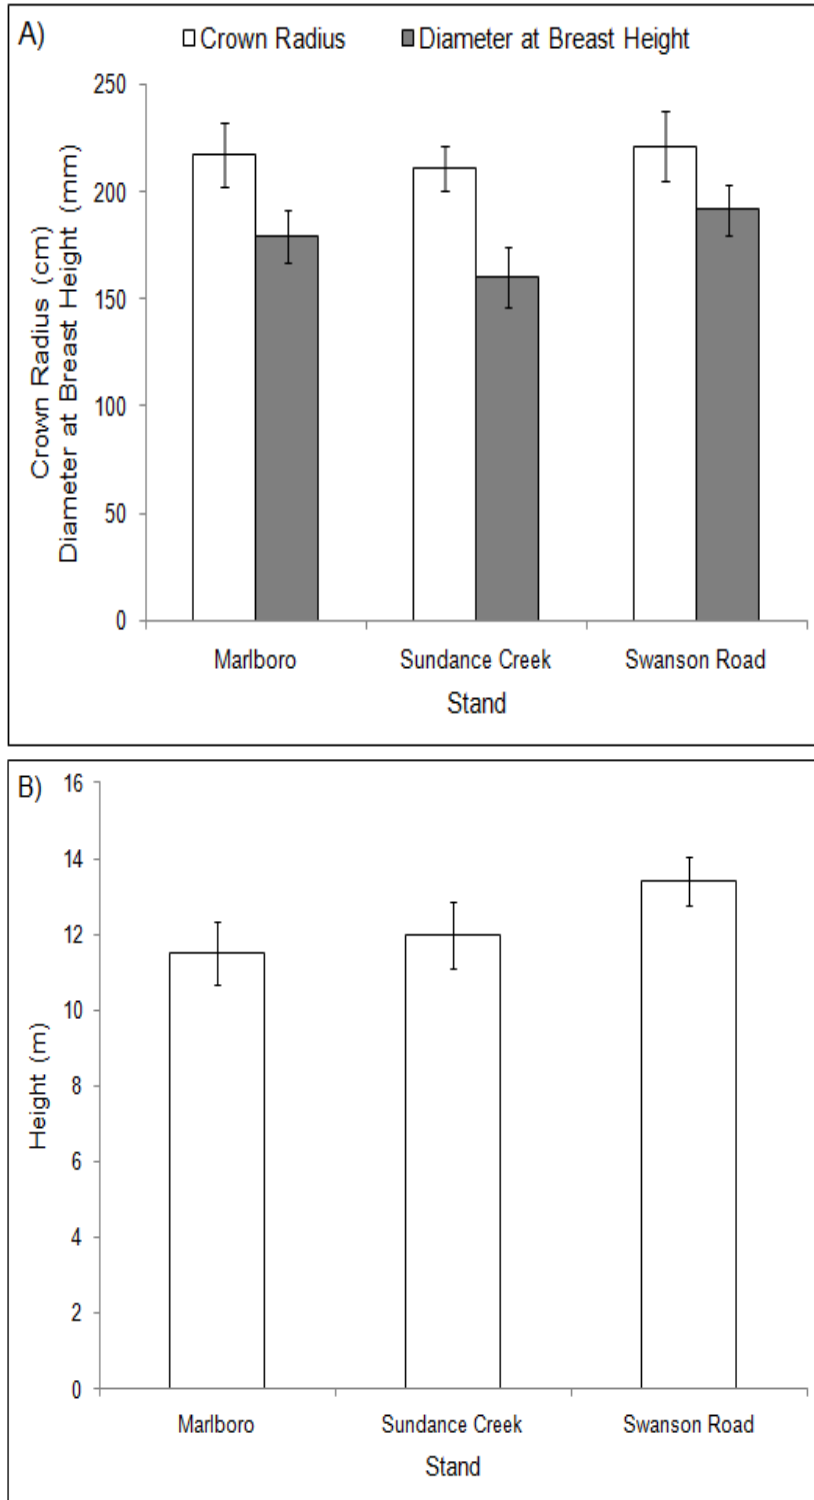 A)
Crown Radius Diameter at Breast Height
Crown Radius (cm)
Diameter at Breast Height (mm)
250
200
150
100
50
0
Marlboro Sundance Creek Swanson Road
Stand
B)
Height (m)
16
14
12
10
8
6
4
2
0
Marlboro Sundance Creek Swanson Road
Stand